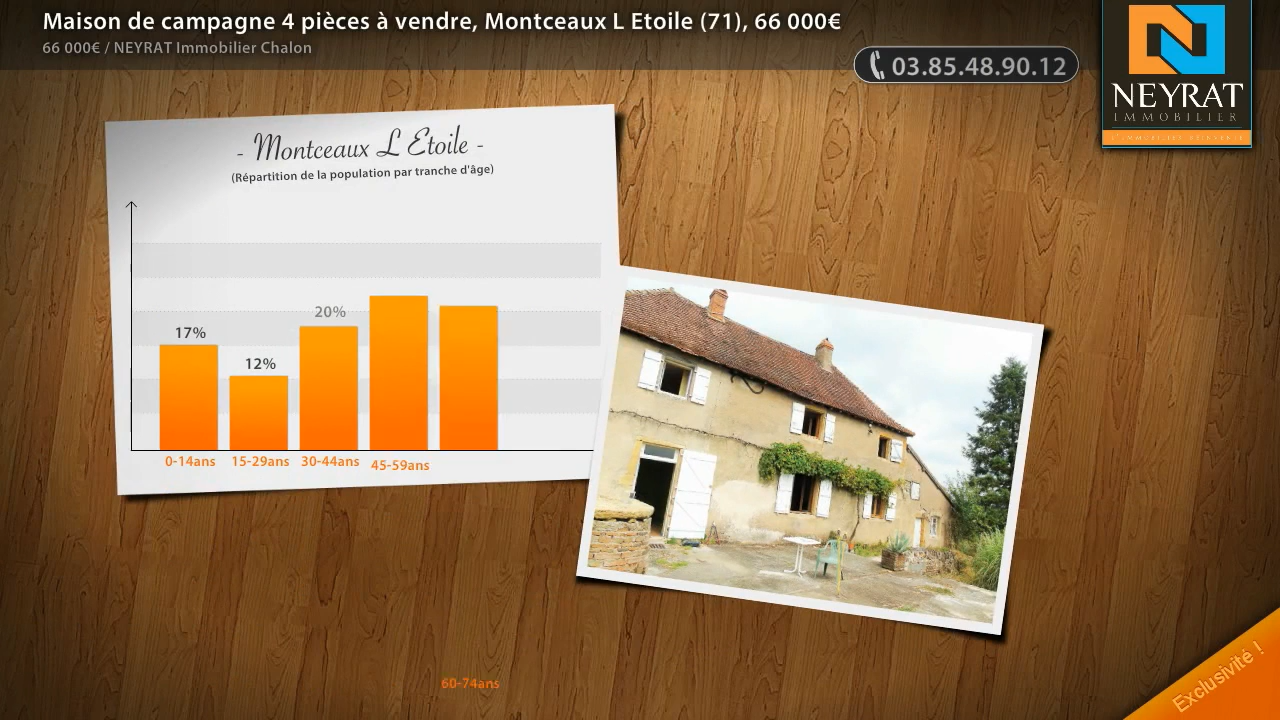 Maison de campagne 4 pièces à vendre, Montceaux L Etoile (71), 66 000€
66 000€ / NEYRAT Immobilier Chalon
03.85.48.90.12
NEYRAT
IMMOBILIER
- Montceaux L Etoile -
(Répartition de la population par tranche d'âge)
17%
12%
20%
0-14ans
15-29ans
30-44ans
45-59ans
60-74ans
Exclusivité !